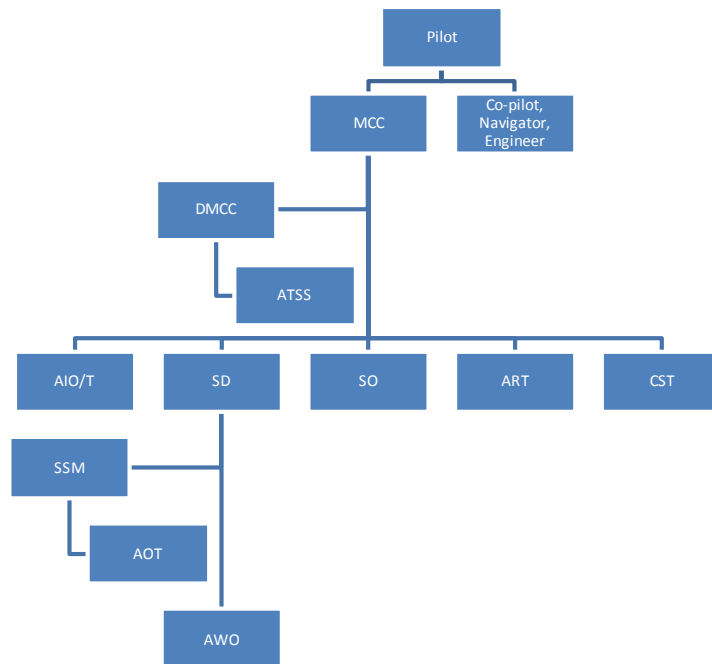 Pilot
MCC
Co-pilot,
Navigator,
Engineer
DMCC
ATSS
AIO/T
SD
SO
ART
CST
SSM
AOT
AWO